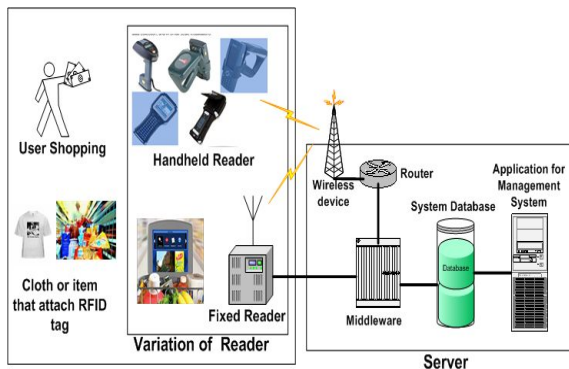 User Shopping
Handheld Reader
Cloth or item
that attach RFID
tag
Fixed Reader
Variation of Reader
Wireless
device
Router
Middleware
System Database
Database
Application for
Management
System
Server